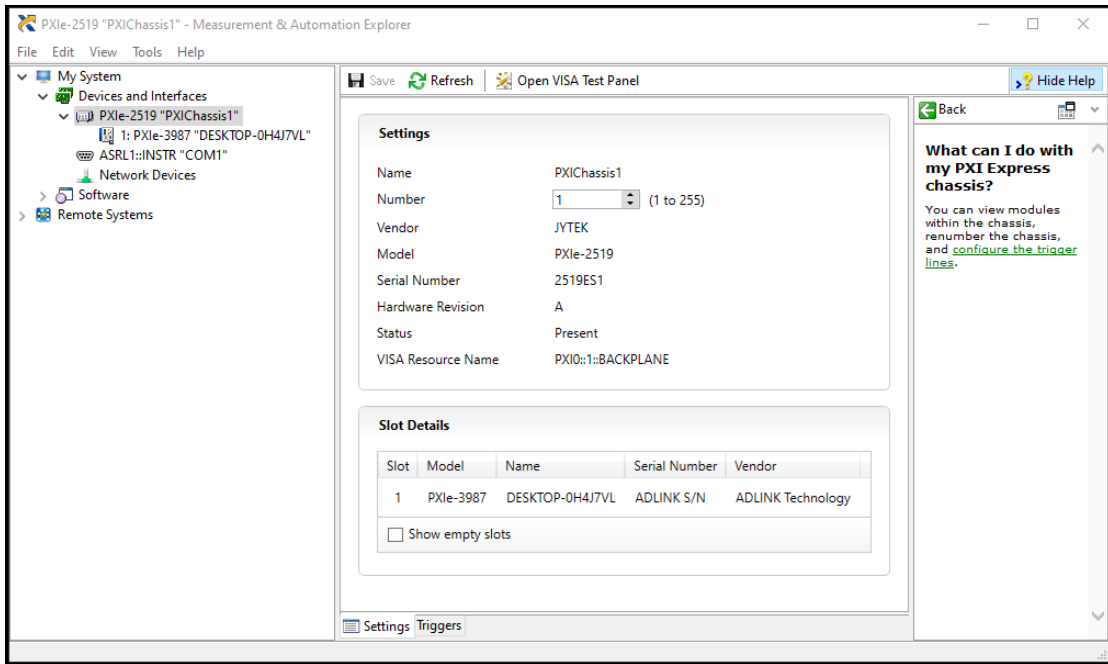 PXIe-2519 "PXIChassis1" - Measurement & Automation Explorer
File Edit View Tools Help
My System
Devices and Interfaces
PXIe-2519 "PXIChassis1"
1: PXIe-3987 "DESKTOP-0H4J7VL"
ASRL1::INSTR "COM1"
Network Devices
Software
Remote Systems
Save Refresh Open VISA Test Panel Hide Help
Settings
Name PXIChassis1
Number 1 (1 to 255)
Vendor JYTEK
Model PXIe-2519
Serial Number 2519ES1
Hardware Revision A
Status Present
VISA Resource Name PXI0::1::BACKPLANE
Slot Details
Slot Model Name Serial Number Vendor
1 PXIe-3987 DESKTOP-0H4J7VL ADLINK S/N ADLINK Technology
Show empty slots
Settings Triggers
Back
What can I do with
my PXI Express
chassis?
You can view modules
within the chassis,
renumber the chassis,
and configure the trigger
lines.